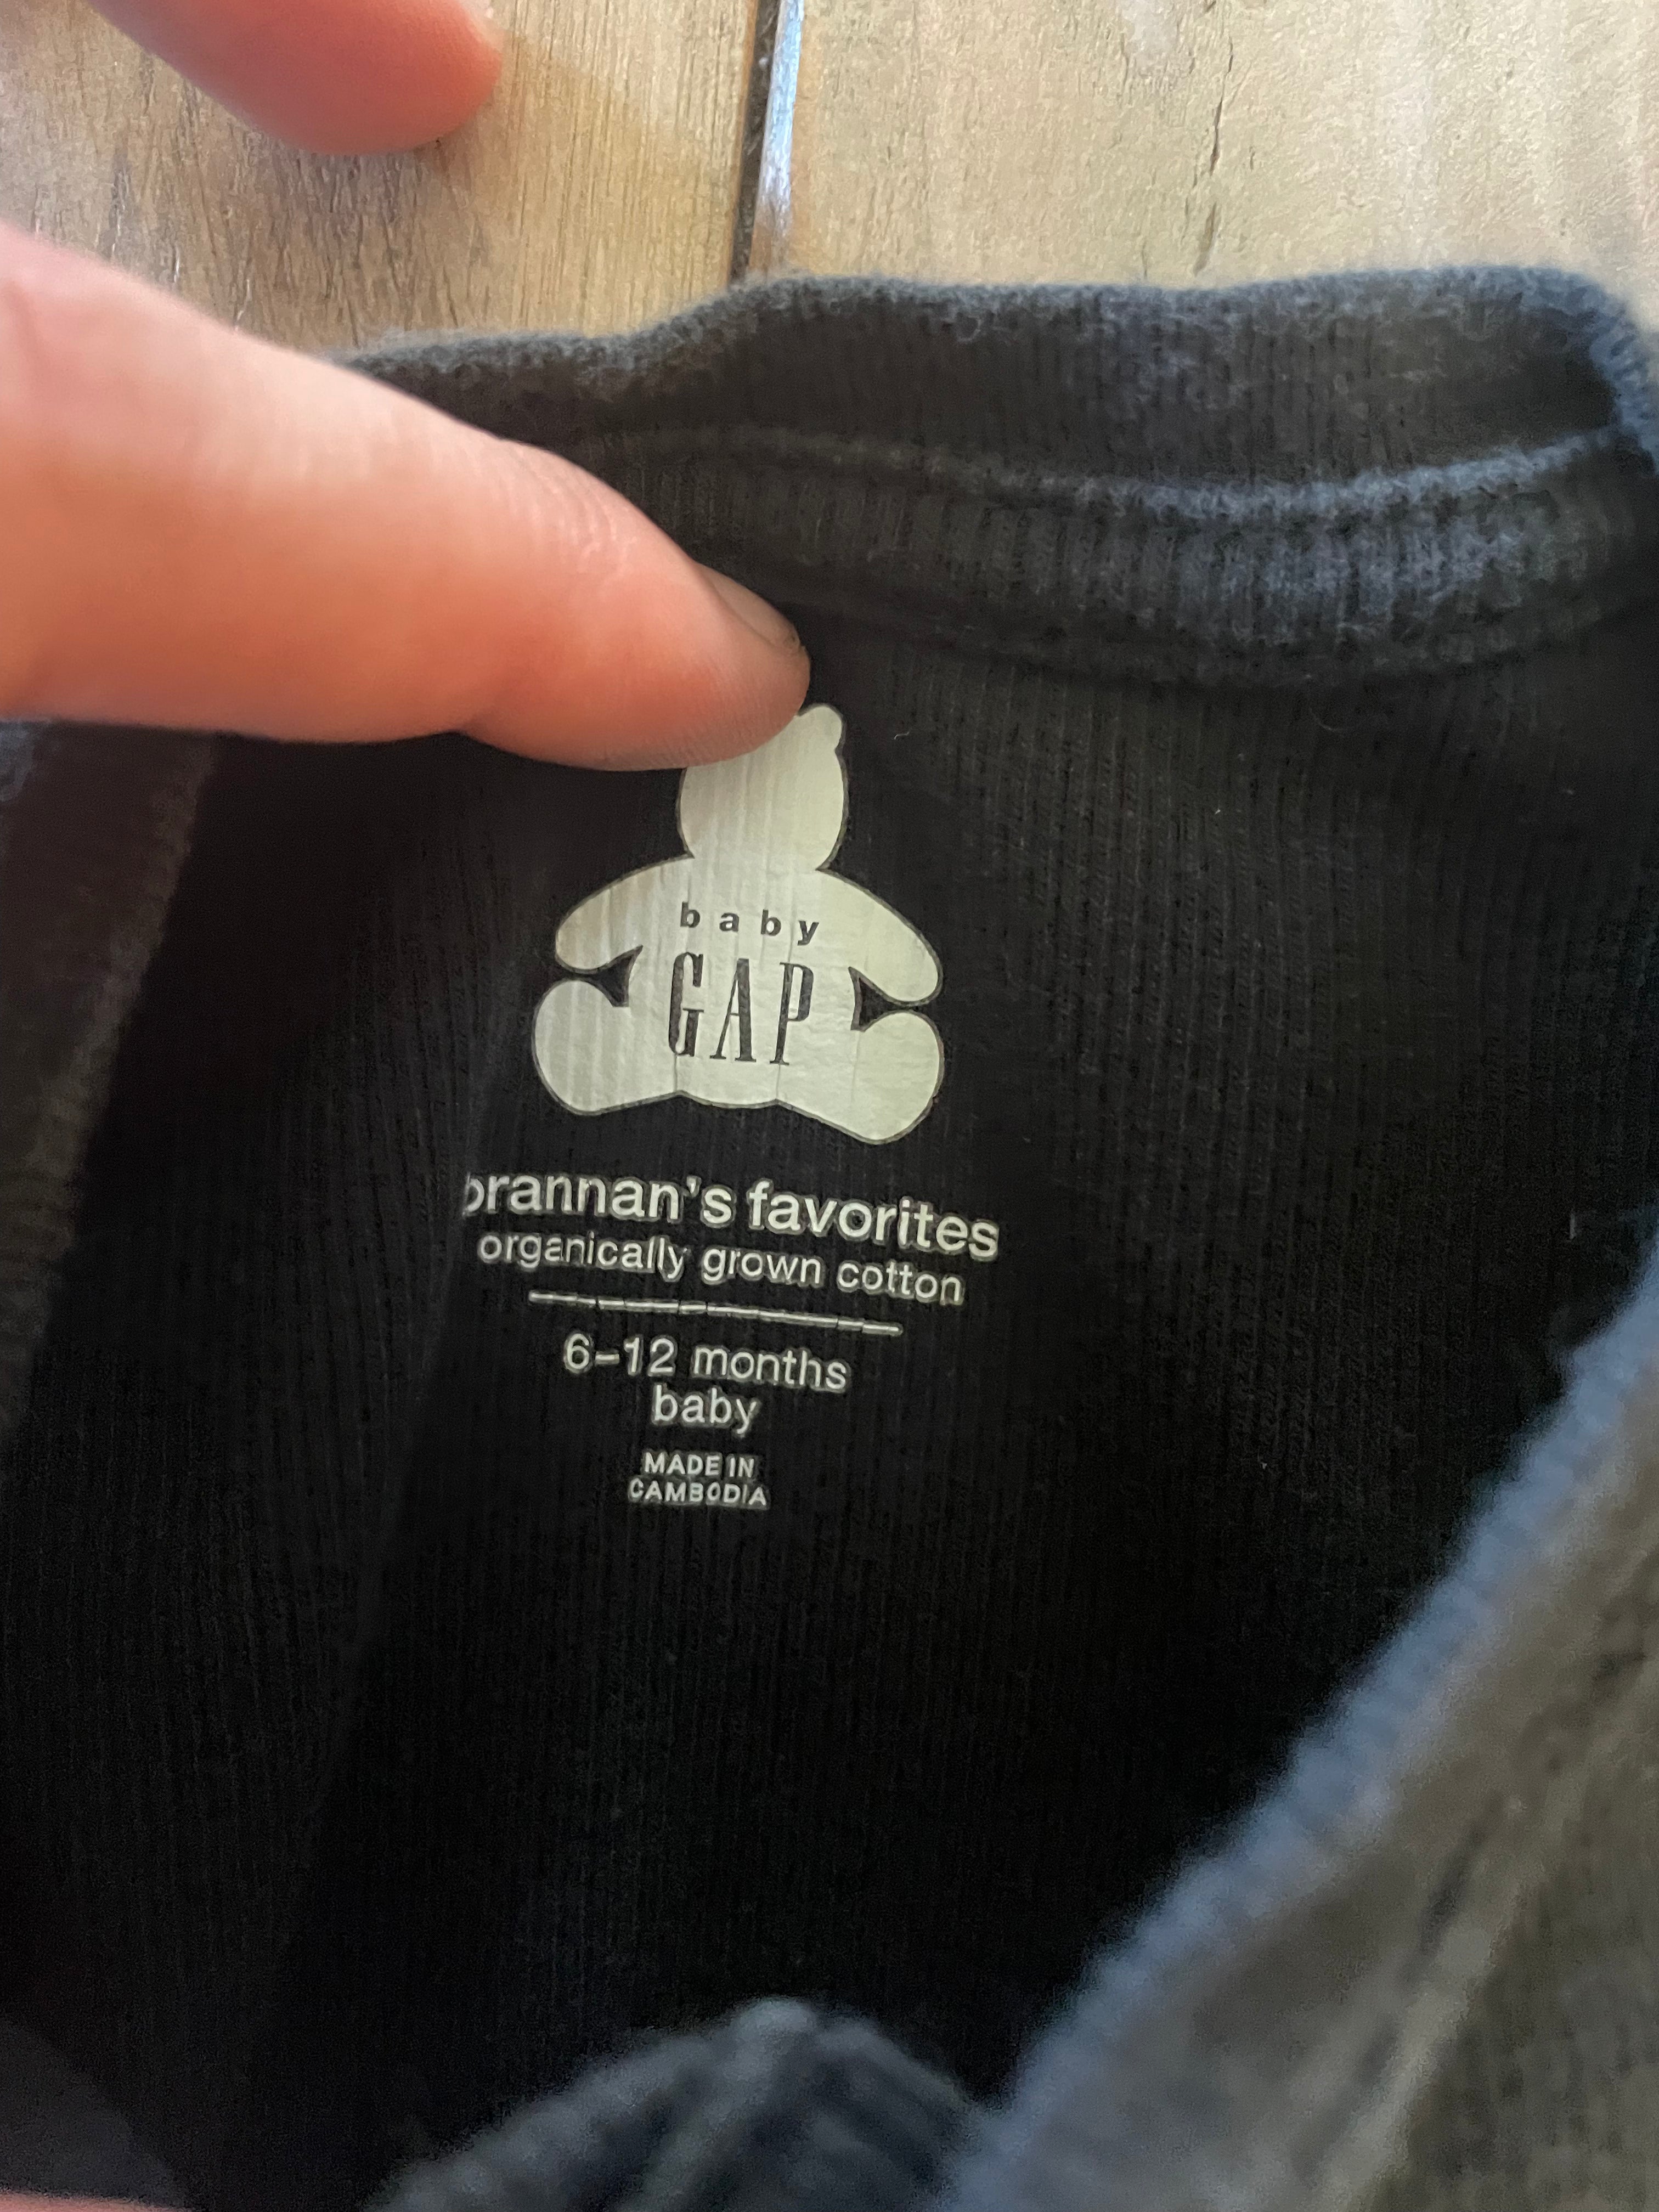 baby
GAP
brannan's favorites
organically grown cotton
6–12 months
baby
MADE IN
CAMBODIA